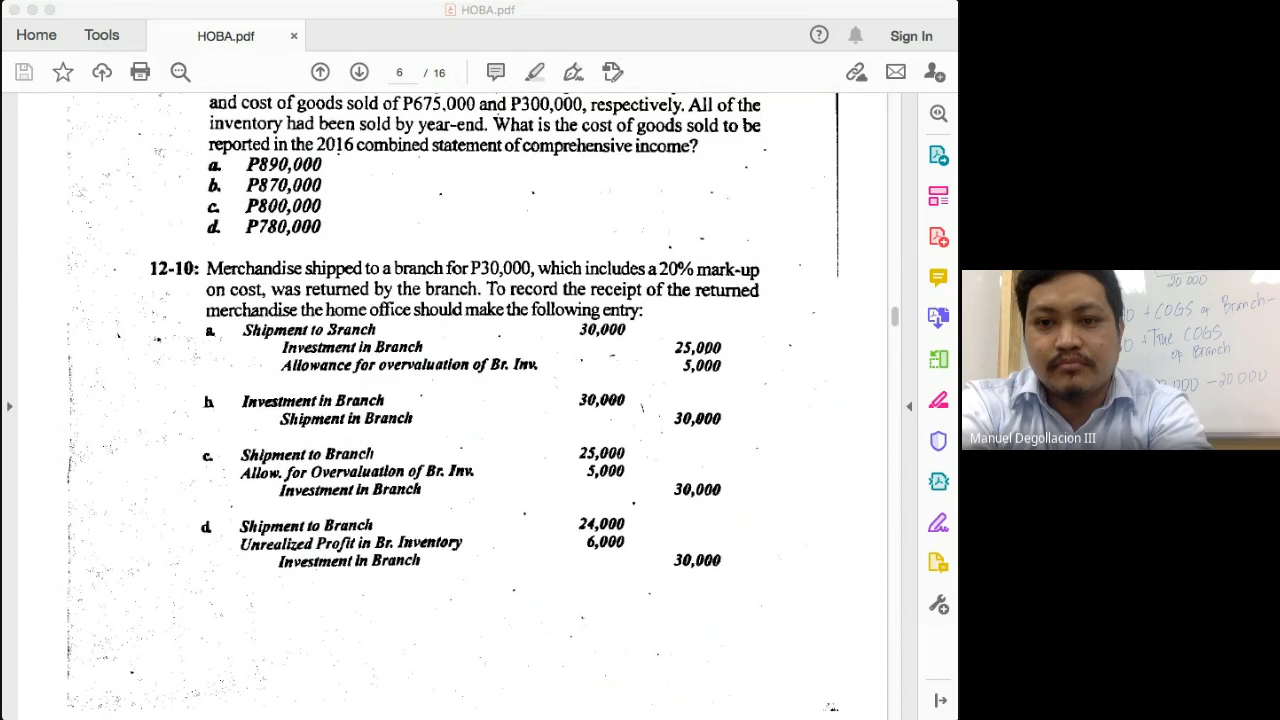 HOBA.pdf
Home
Tools
HOBA.pdf
×
Sign In
6 / 16
and cost of goods sold of P675,000 and P300,000, respectively. All of the
inventory had been sold by year-end. What is the cost of goods sold to be
reported in the 2016 combined statement of comprehensive income?
a. P890,000
b. P870,000
c. P800,000
d. P780,000
12-10: Merchandise shipped to a branch for P30,000, which includes a 20% mark-up
on cost, was returned by the branch. To record the receipt of the returned
merchandise the home office should make the following entry:
a. Shipment to Branch 30,000
Investment in Branch 25,000
Allowance for overvaluation of Br. Inv. 5,000
b. Investment in Branch 30,000
Shipment in Branch 30,000
c. Shipment to Branch 25,000
Allow. for Overvaluation of Br. Inv. 5,000
Investment in Branch 30,000
d. Shipment to Branch 24,000
Unrealized Profit in Br. Inventory 6,000
Investment in Branch 30,000
20 000
+ COGS of Branch -
+ True COGS
of Branch
- 20 000
Manuel Degollacion III